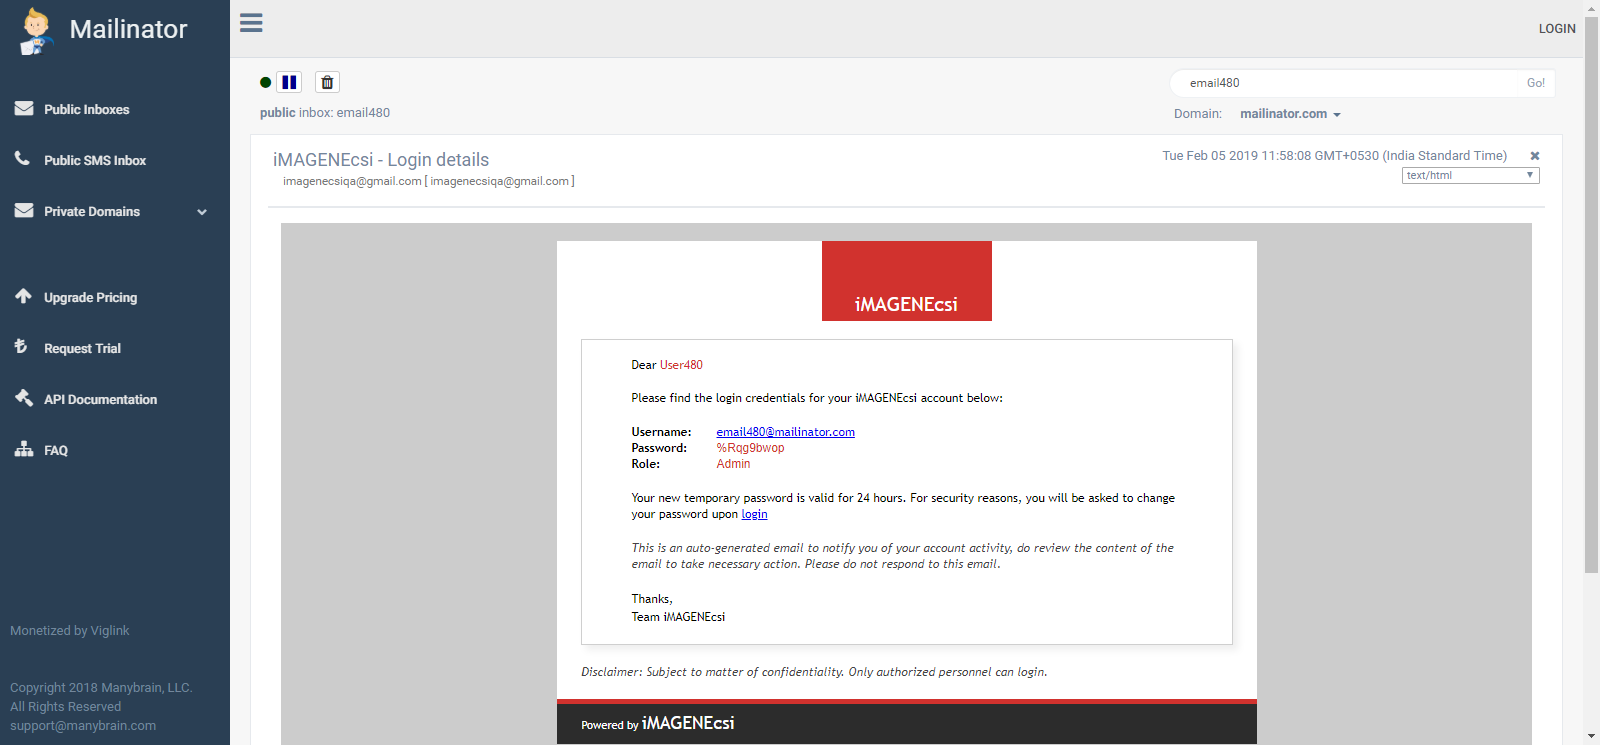 Mailinator
LOGIN
Public Inboxes
Public SMS Inbox
Private Domains
Upgrade Pricing
Request Trial
API Documentation
FAQ
Monetized by Viglink
Copyright 2018 Manybrain, LLC.
All Rights Reserved
support@manybrain.com
email480 Go!
public inbox: email480
Domain: mailinator.com
iMAGENEcsi - Login details
Tue Feb 05 2019 11:58:08 GMT+0530 (India Standard Time)
imagenecsiqa@gmail.com [ imagenecsiqa@gmail.com ]
text/html
iMAGENEcsi
Dear User480
Please find the login credentials for your iMAGENEcsi account below:
Username: email480@mailinator.com
Password: %Rqg9bwop
Role: Admin
Your new temporary password is valid for 24 hours. For security reasons, you will be asked to change
your password upon login
This is an auto-generated email to notify you of your account activity, do review the content of the
email to take necessary action. Please do not respond to this email.
Thanks,
Team iMAGENEcsi
Disclaimer: Subject to matter of confidentiality. Only authorized personnel can login.
Powered by iMAGENEcsi